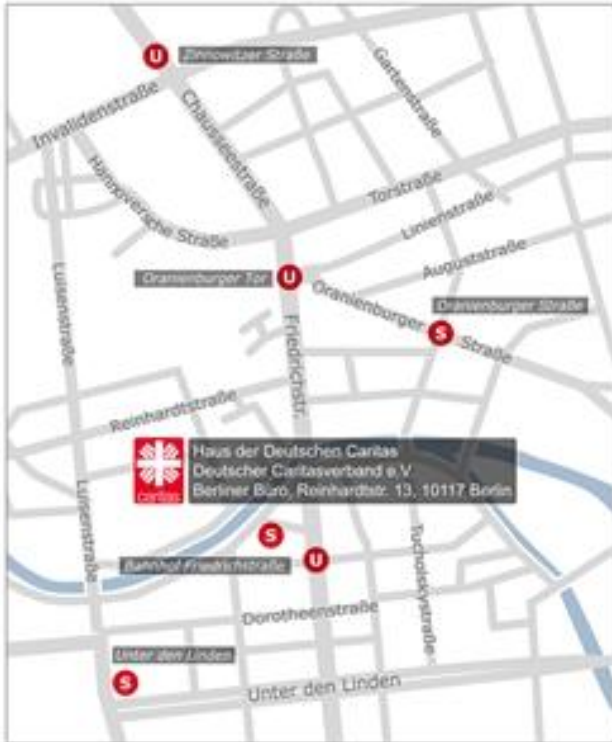 U
Zinnowitzer Straße
Gartenstraße
Invalidenstraße
Chausseestraße
Hannoversche Straße
Torstraße
Linienstraße
Auguststraße
Luisenstraße
Oranienburger Tor
U
Oranienburger Straße
Oranienburger
S
Straße
Friedrichstr.
Reinhardtstraße
caritas
Haus der Deutschen Caritas
Deutscher Caritasverband e.V
Berliner Büro, Reinhardtstr. 13, 10117 Berlin
Luisenstraße
S
Bahnhof Friedrichstraße
U
Tucholskystraße
Dorotheenstraße
Unter den Linden
S
Unter den Linden